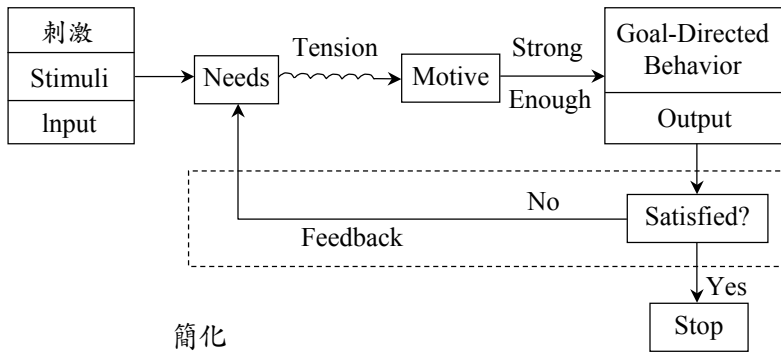 刺激
Stimuli
Input
Needs
Tension
Motive
Strong
Enough
Goal-Directed
Behavior
Output
Satisfied?
No
Feedback
Yes
Stop
簡化